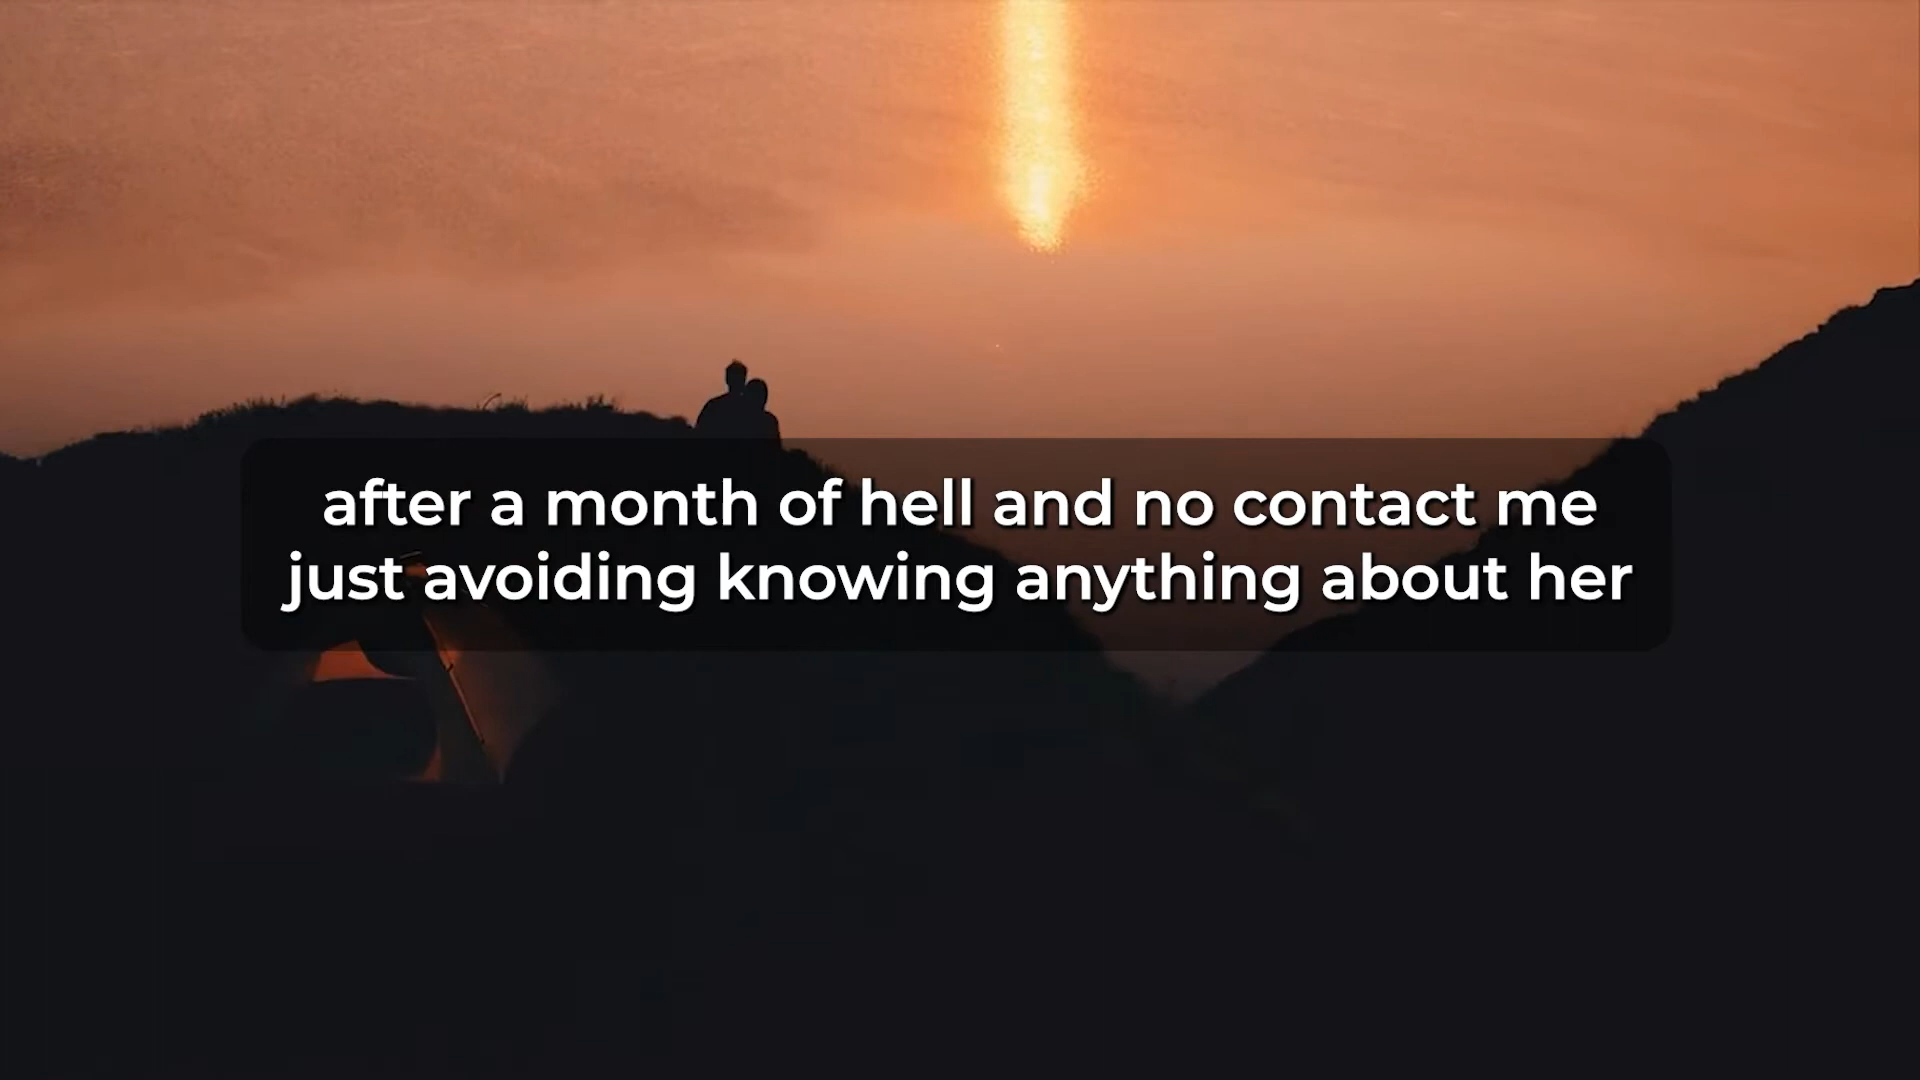 after a month of hell and no contact me
just avoiding knowing anything about her